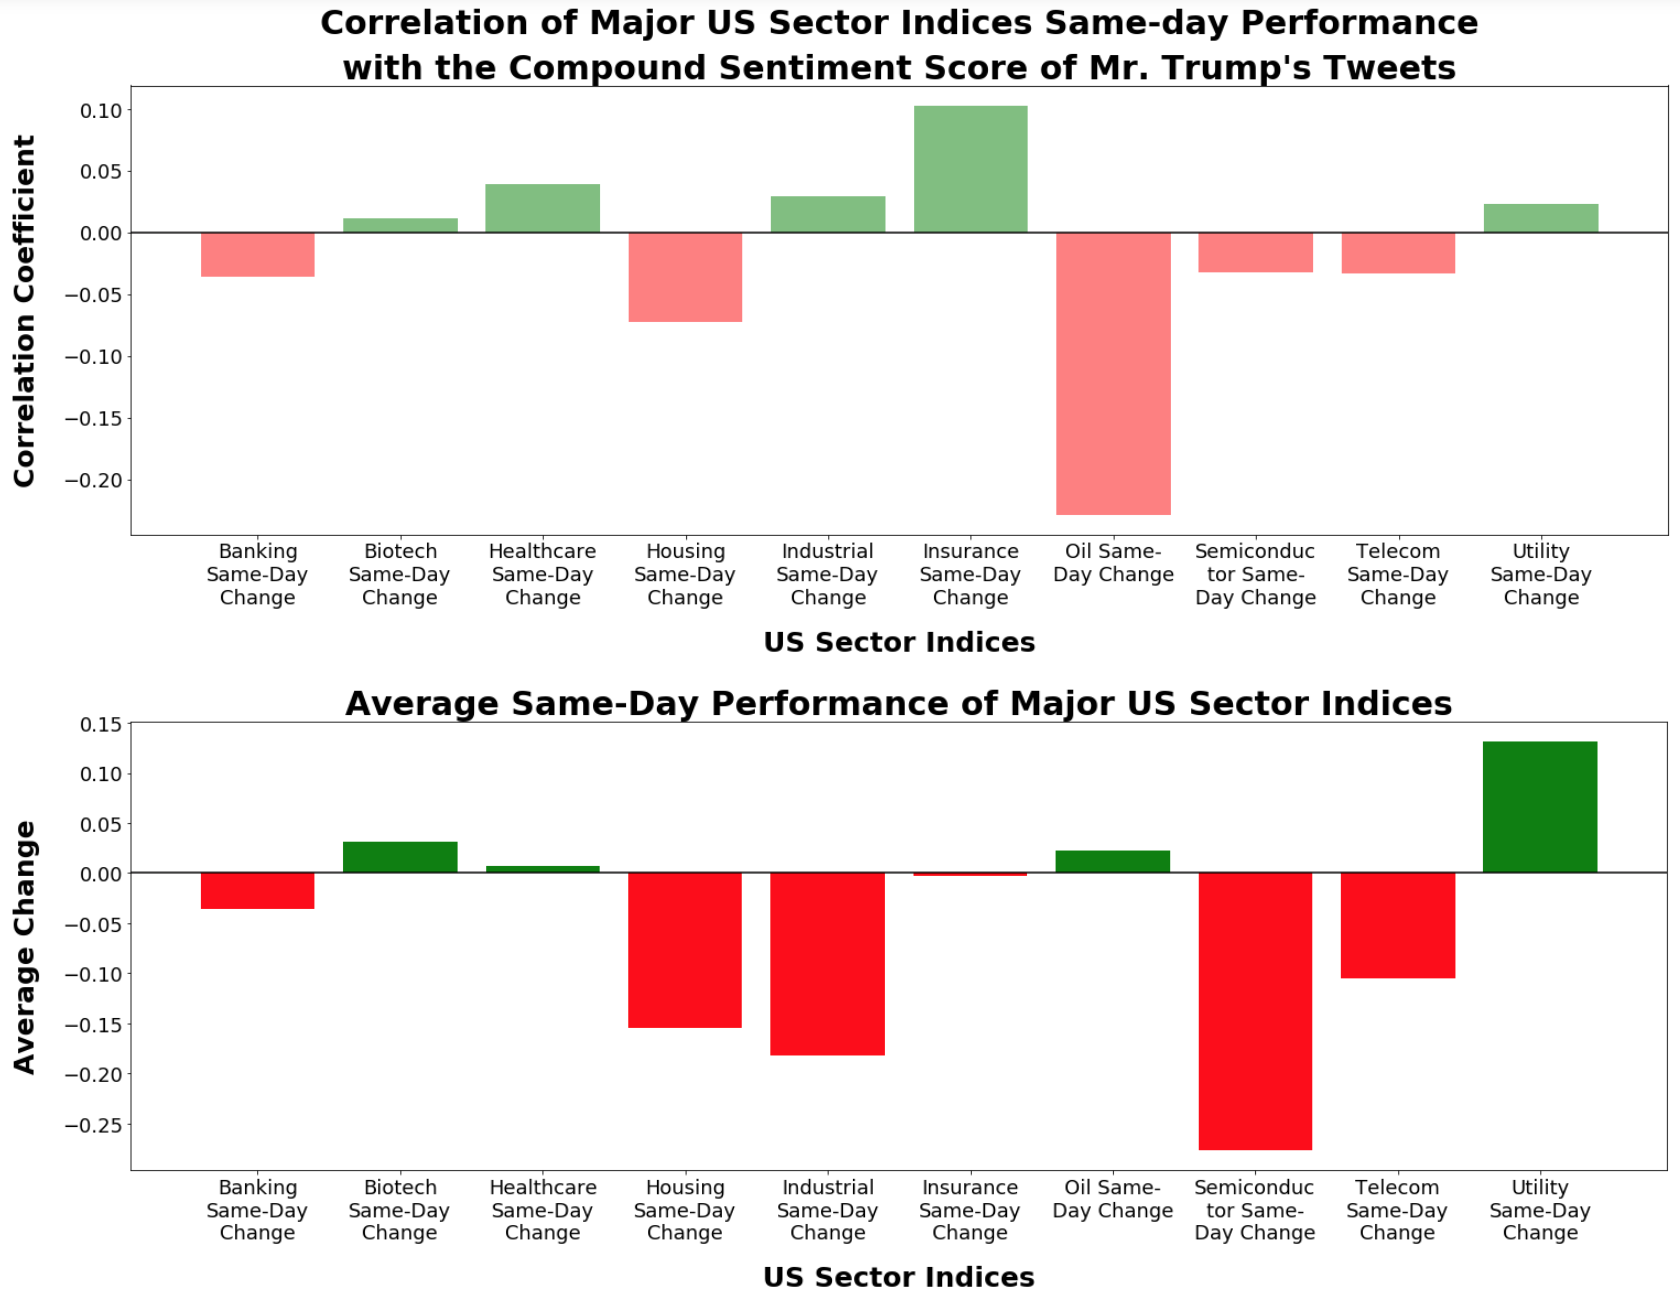 Correlation of Major US Sector Indices Same-day Performance
with the Compound Sentiment Score of Mr. Trump's Tweets
Correlation Coefficient
0.10
0.05
0.00
−0.05
−0.10
−0.15
−0.20
Banking
Same-Day
Change
Biotech
Same-Day
Change
Healthcare
Same-Day
Change
Housing
Same-Day
Change
Industrial
Same-Day
Change
Insurance
Same-Day
Change
Oil Same-
Day Change
Semiconduc
tor Same-
Day Change
Telecom
Same-Day
Change
Utility
Same-Day
Change
US Sector Indices
Average Same-Day Performance of Major US Sector Indices
Average Change
0.15
0.10
0.05
0.00
−0.05
−0.10
−0.15
−0.20
−0.25
Banking
Same-Day
Change
Biotech
Same-Day
Change
Healthcare
Same-Day
Change
Housing
Same-Day
Change
Industrial
Same-Day
Change
Insurance
Same-Day
Change
Oil Same-
Day Change
Semiconduc
tor Same-
Day Change
Telecom
Same-Day
Change
Utility
Same-Day
Change
US Sector Indices